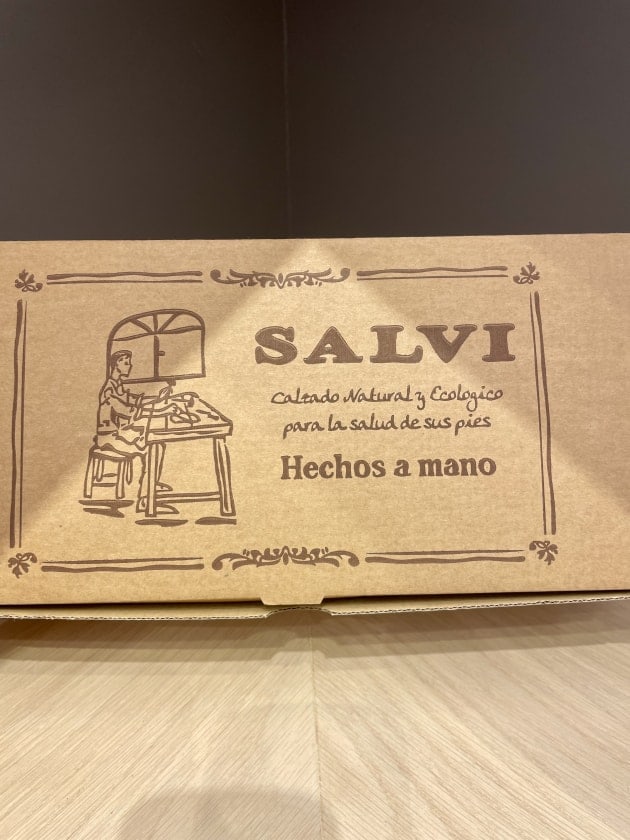 SALVI
Calzado Natural y Ecologico
para la salud de sus pies
Hechos a mano